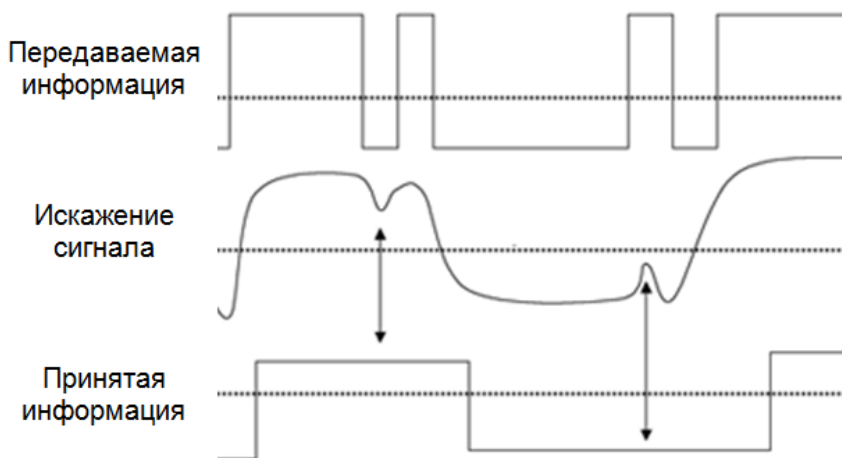 Передаваемая
информация
Искажение
сигнала
Принятая
информация